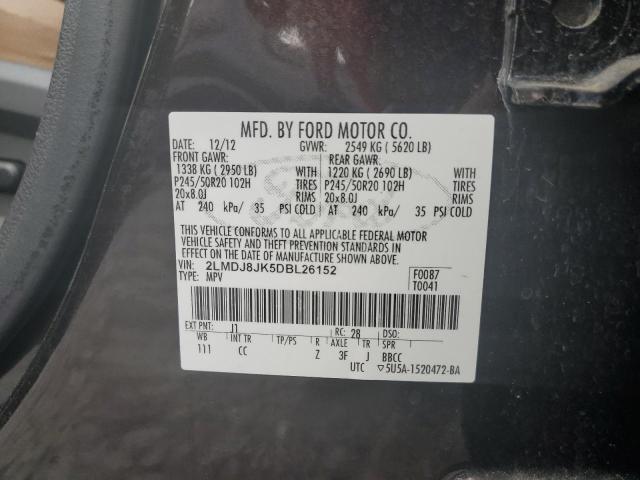 MFD. BY FORD MOTOR CO.
DATE: 12/12 GVWR: 2549 KG ( 5620 LB)
FRONT GAWR: REAR GAWR:
1338 KG ( 2950 LB) WITH 1220 KG ( 2690 LB) WITH
P245/50R20 102H TIRES P245/50R20 102H TIRES
20x8.0J RIMS 20x8.0J RIMS
AT 240 kPa/ 35 PSI COLD AT 240 kPa/ 35 PSI COLD
THIS VEHICLE CONFORMS TO ALL APPLICABLE FEDERAL MOTOR
VEHICLE SAFETY AND THEFT PREVENTION STANDARDS IN
EFFECT ON THE DATE OF MANUFACTURE SHOWN ABOVE.
VIN: 2LMDJ8JK5DBL26152 F0087
TYPE: MPV T0041
EXT PNT: J1 RC: 28 DSO:
WB INT TR TP/PS R AXLE TR SPR
111 CC Z 3F J BBCC
UTC ▽5U5A-1520472-BA